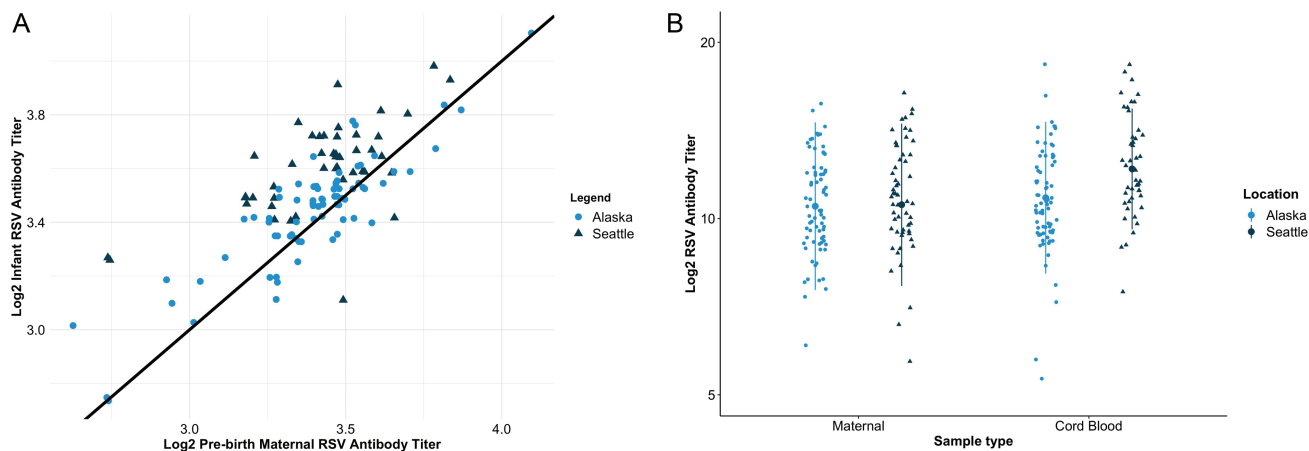 A
Log2 Infant RSV Antibody Titer
3.8
3.4
3.0
3.0
3.5
4.0
Log2 Pre-birth Maternal RSV Antibody Titer
Legend
Alaska
Seattle
B
Log2 RSV Antibody Titer
20
10
5
Maternal
Cord Blood
Sample type
Location
Alaska
Seattle